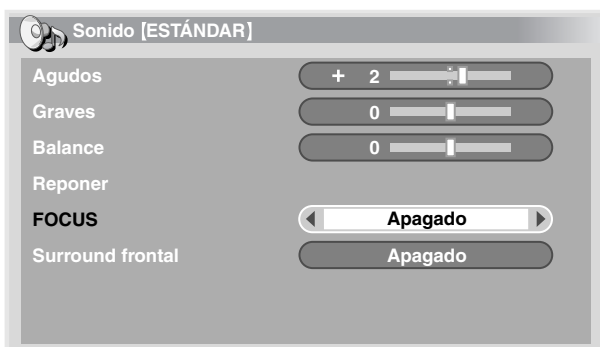 Sonido [ESTÁNDAR]
Agudos + 2
Graves 0
Balance 0
Reponer
FOCUS Apagado
Surround frontal Apagado